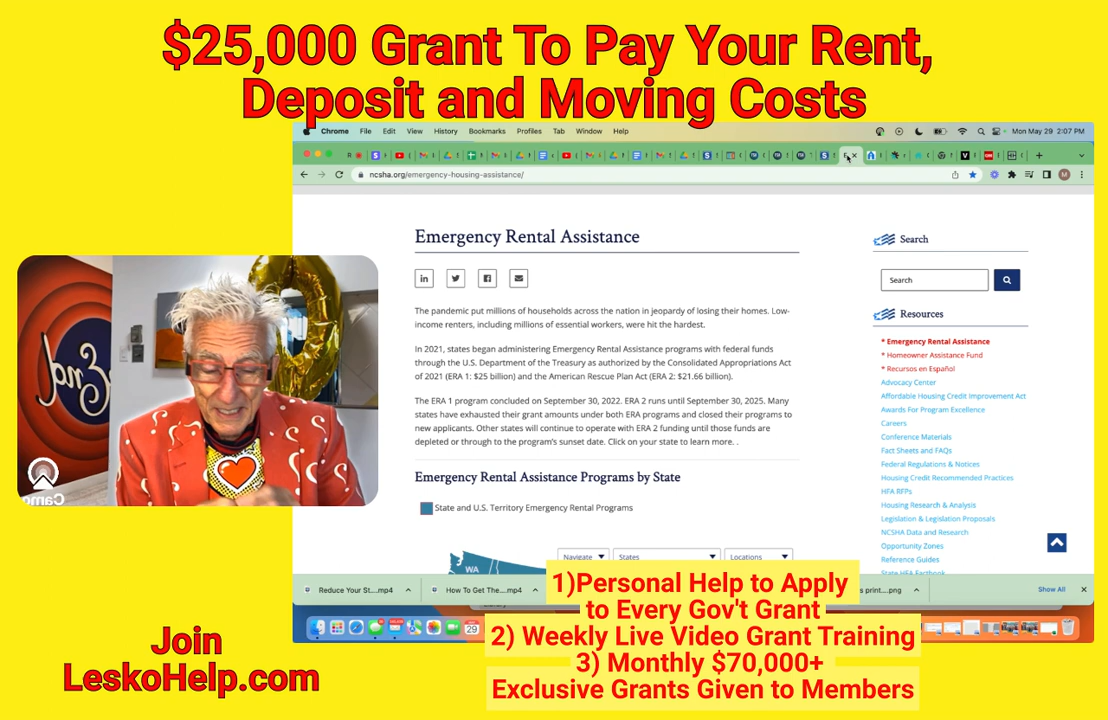 $25,000 Grant To Pay Your Rent,
Deposit and Moving Costs
Chrome File Edit View History Bookmarks Profiles Tab Window Help Mon May 29 2:07 PM
ncsha.org/emergency-housing-assistance/
Emergency Rental Assistance
The pandemic put millions of households across the nation in jeopardy of losing their homes. Low-
income renters, including millions of essential workers, were hit the hardest.
In 2021, states began administering Emergency Rental Assistance programs with federal funds
through the U.S. Department of the Treasury as authorized by the Consolidated Appropriations Act
of 2021 (ERA 1: $25 billion) and the American Rescue Plan Act (ERA 2: $21.66 billion).
The ERA 1 program concluded on September 30, 2022. ERA 2 runs until September 30, 2025. Many
states have exhausted their grant amounts under both ERA programs and closed their programs to
new applicants. Other states will continue to operate with ERA 2 funding until those funds are
depleted or through to the program's sunset date. Click on your state to learn more. .
Emergency Rental Assistance Programs by State
State and U.S. Territory Emergency Rental Programs
WA
Navigate States Locations
Search
Search
Resources
* Emergency Rental Assistance
* Homeowner Assistance Fund
* Recursos en Español
Advocacy Center
Affordable Housing Credit Improvement Act
Awards For Program Excellence
Careers
Conference Materials
Fact Sheets and FAQs
Federal Regulations & Notices
Housing Credit Recommended Practices
HFA RFPs
Housing Research & Analysis
Legislation & Legislation Proposals
NCSHA Data and Research
Opportunity Zones
Reference Guides
State HFA Factbook
Reduce Your St....mp4 How To Get The....mp4 s print....png Show All
1)Personal Help to Apply
to Every Gov't Grant
2) Weekly Live Video Grant Training
3) Monthly $70,000+
Exclusive Grants Given to Members
Join
LeskoHelp.com